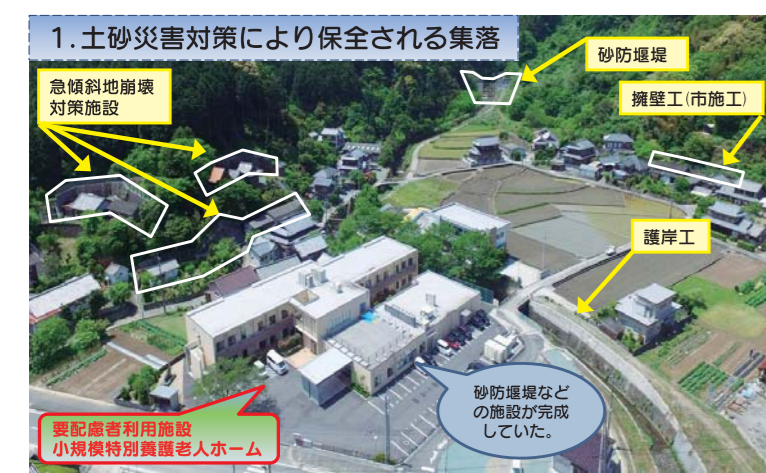 1.土砂災害対策により保全される集落
砂防堰堤
急傾斜地崩壊
対策施設
擁壁工(市施工)
護岸工
砂防堰堤など
の施設が完成
していた。
要配慮者利用施設
小規模特別養護老人ホーム